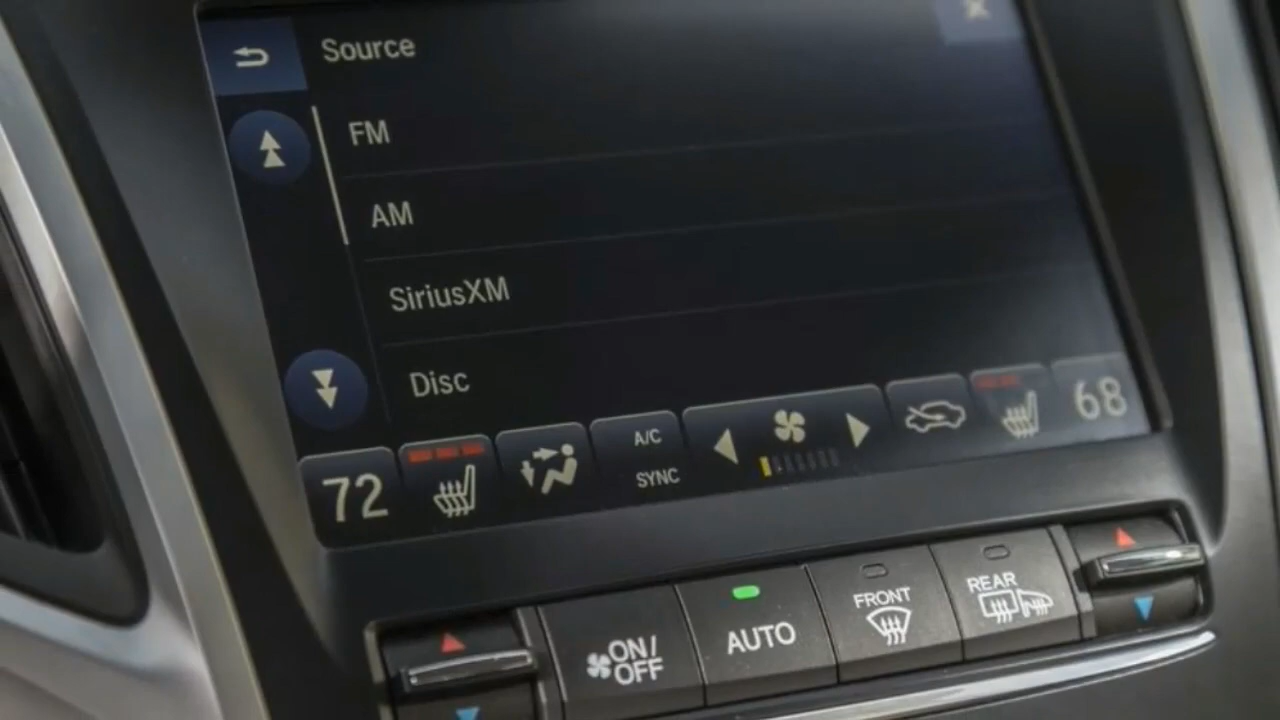 Source
FM
AM
SiriusXM
Disc
72
A/C
SYNC
68
ON/
OFF
AUTO
FRONT
REAR